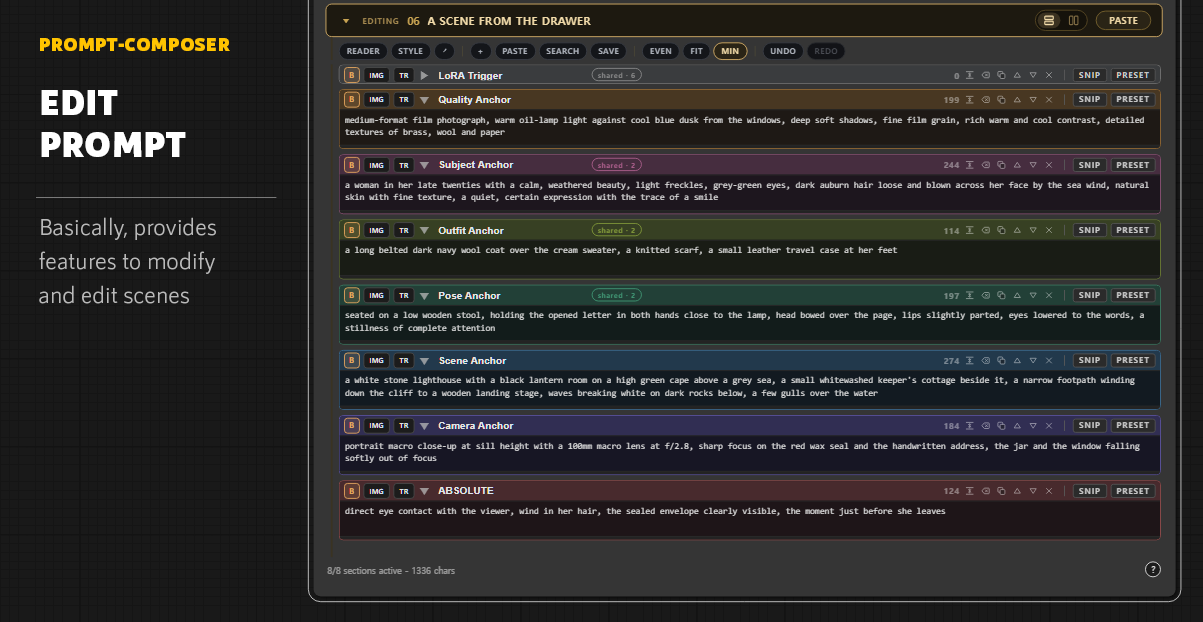 PROMPT-COMPOSER
EDIT
PROMPT
Basically, provides
features to modify
and edit scenes
EDITING 06 A SCENE FROM THE DRAWER PASTE
READER STYLE + PASTE SEARCH SAVE EVEN FIT MIN UNDO REDO
B IMG TR LoRA Trigger shared · 6 0 SNIP PRESET
B IMG TR Quality Anchor 199 SNIP PRESET
medium-format film photograph, warm oil-lamp light against cool blue dusk from the windows, deep soft shadows, fine film grain, rich warm and cool contrast, detailed
textures of brass, wool and paper
B IMG TR Subject Anchor shared · 2 244 SNIP PRESET
a woman in her late twenties with a calm, weathered beauty, light freckles, grey-green eyes, dark auburn hair loose and blown across her face by the sea wind, natural
skin with fine texture, a quiet, certain expression with the trace of a smile
B IMG TR Outfit Anchor shared · 2 114 SNIP PRESET
a long belted dark navy wool coat over the cream sweater, a knitted scarf, a small leather travel case at her feet
B IMG TR Pose Anchor shared · 2 197 SNIP PRESET
seated on a low wooden stool, holding the opened letter in both hands close to the lamp, head bowed over the page, lips slightly parted, eyes lowered to the words, a
stillness of complete attention
B IMG TR Scene Anchor 274 SNIP PRESET
a white stone lighthouse with a black lantern room on a high green cape above a grey sea, a small whitewashed keeper's cottage beside it, a narrow footpath winding
down the cliff to a wooden landing stage, waves breaking white on dark rocks below, a few gulls over the water
B IMG TR Camera Anchor 184 SNIP PRESET
portrait macro close-up at sill height with a 100mm macro lens at f/2.8, sharp focus on the red wax seal and the handwritten address, the jar and the window falling
softly out of focus
B IMG TR ABSOLUTE 124 SNIP PRESET
direct eye contact with the viewer, wind in her hair, the sealed envelope clearly visible, the moment just before she leaves
8/8 sections active – 1336 chars ?